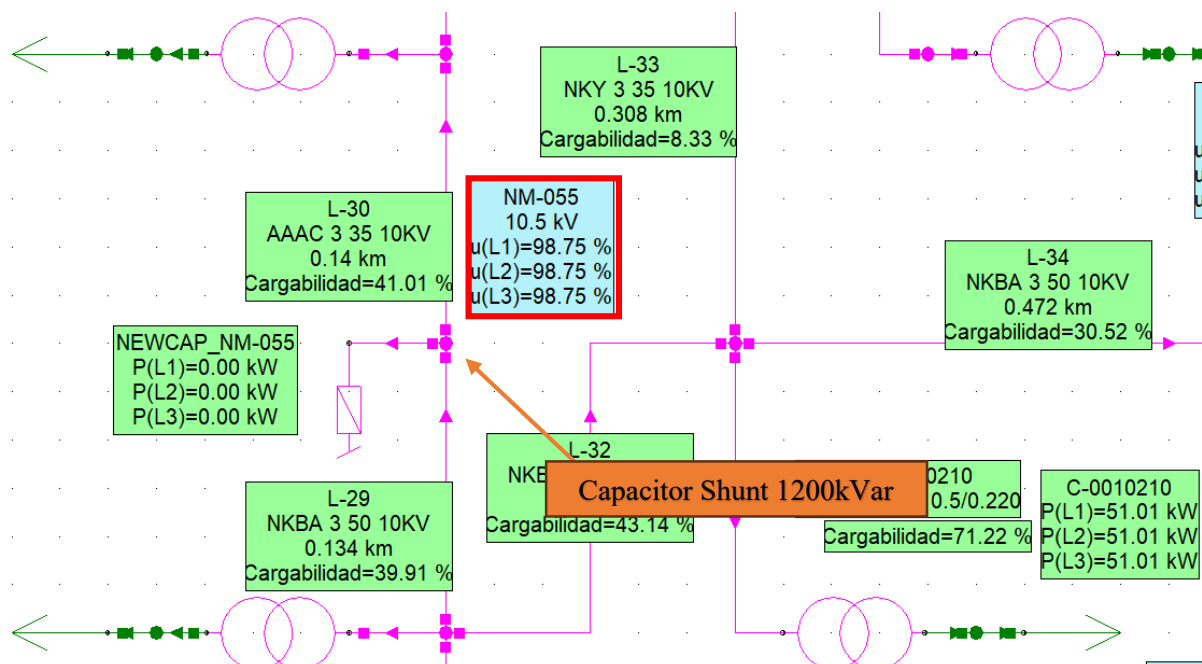 L-33
NKY 3 35 10KV
0.308 km
Cargabilidad=8.33 %
NM-055
10.5 kV
u(L1)=98.75 %
u(L2)=98.75 %
u(L3)=98.75 %
L-30
AAAC 3 35 10KV
0.14 km
Cargabilidad=41.01 %
L-34
NKBA 3 50 10KV
0.472 km
Cargabilidad=30.52 %
NEWCAP_NM-055
P(L1)=0.00 kW
P(L2)=0.00 kW
P(L3)=0.00 kW
L-32
Cargabilidad=43.14 %
Capacitor Shunt 1200kVar
0210
0.5/0.220
Cargabilidad=71.22 %
C-0010210
P(L1)=51.01 kW
P(L2)=51.01 kW
P(L3)=51.01 kW
L-29
NKBA 3 50 10KV
0.134 km
Cargabilidad=39.91 %